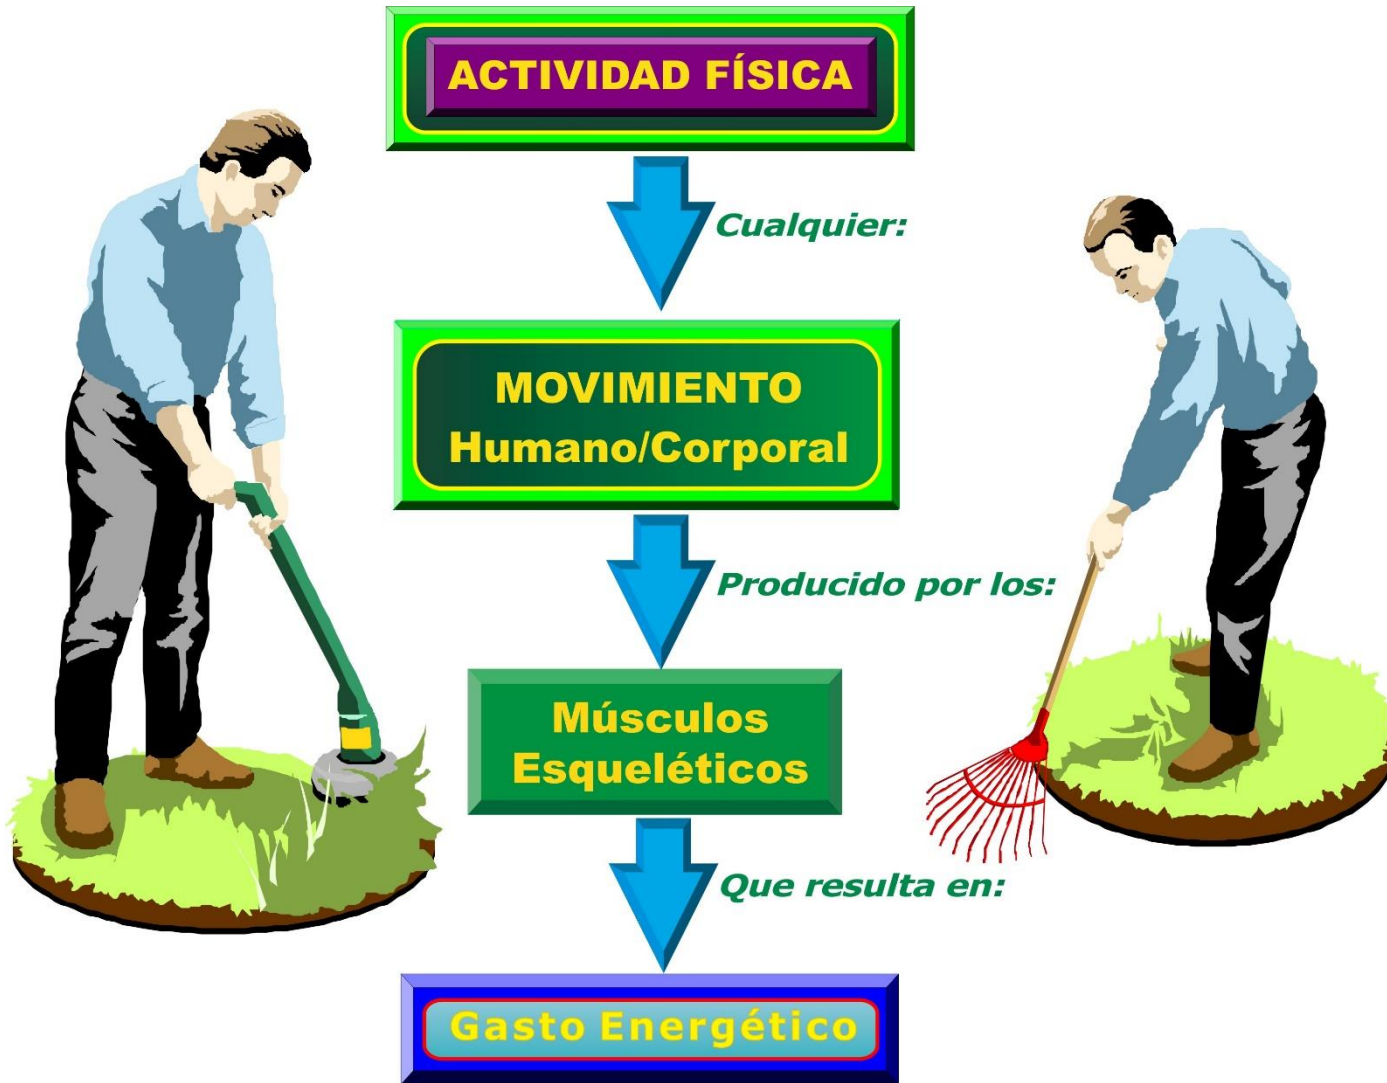 ACTIVIDAD FÍSICA
Cualquier:
MOVIMIENTO
Humano/Corporal
Producido por los:
Músculos
Esqueléticos
Que resulta en:
Gasto Energético